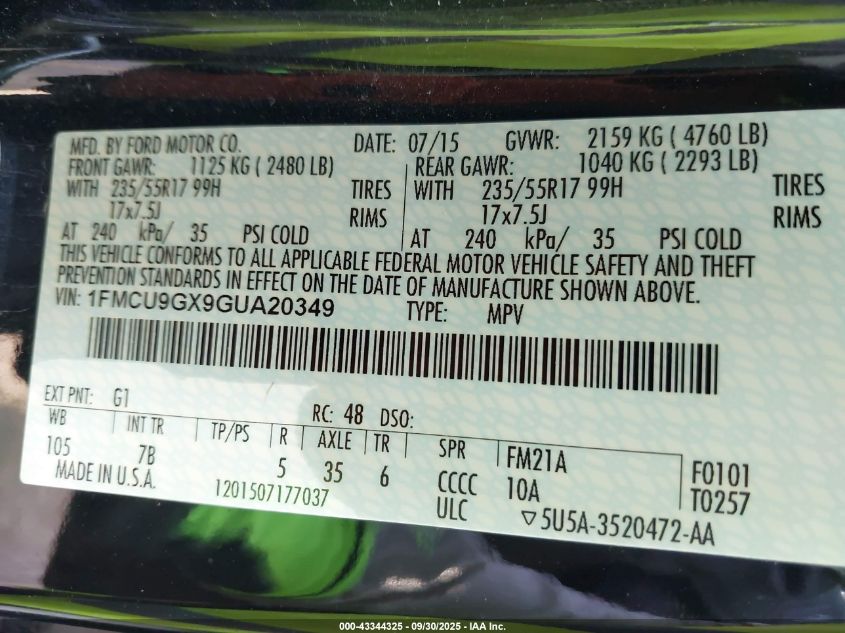 MFD. BY FORD MOTOR CO. DATE: 07/15 GVWR: 2159 KG ( 4760 LB)
FRONT GAWR: 1125 KG ( 2480 LB) REAR GAWR: 1040 KG ( 2293 LB)
WITH 235/55R17 99H TIRES WITH 235/55R17 99H TIRES
17x7.5J RIMS 17x7.5J RIMS
AT 240 kPa/ 35 PSI COLD AT 240 kPa/ 35 PSI COLD
THIS VEHICLE CONFORMS TO ALL APPLICABLE FEDERAL MOTOR VEHICLE SAFETY AND THEFT
PREVENTION STANDARDS IN EFFECT ON THE DATE OF MANUFACTURE SHOWN ABOVE.
VIN: 1FMCU9GX9GUA20349 TYPE: MPV
EXT PNT: G1 RC: 48 DSO:
WB INT TR TP/PS R AXLE TR SPR FM21A F0101
105 7B 5 35 6 CCCC 10A T0257
MADE IN U.S.A. 1201507177037 ULC ▽5U5A-3520472-AA
000-43344325 - 09/30/2025 - IAA Inc.